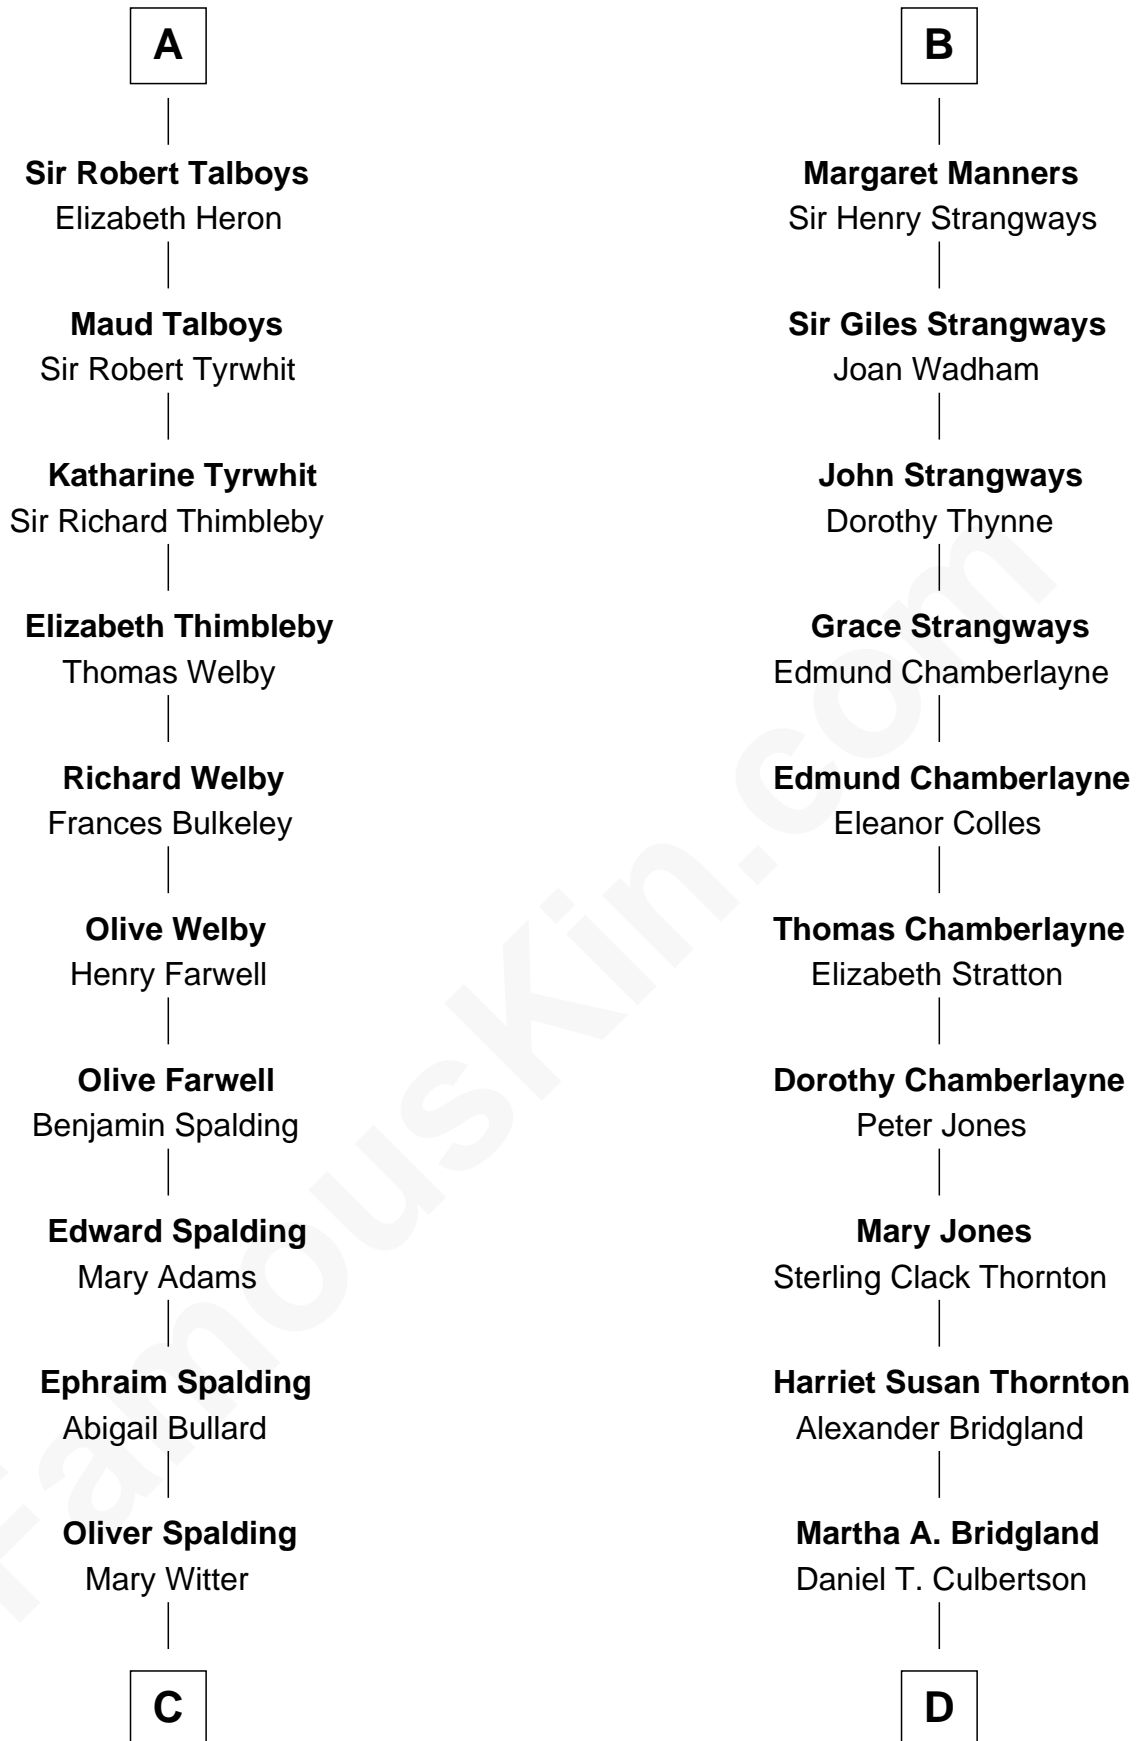 A
Sir Robert Talboys
Elizabeth Heron
Maud Talboys
Sir Robert Tyrwhit
Katharine Tyrwhit
Sir Richard Thimbleby
Elizabeth Thimbleby
Thomas Welby
Richard Welby
Frances Bulkeley
Olive Welby
Henry Farwell
Olive Farwell
Benjamin Spalding
Edward Spalding
Mary Adams
Ephraim Spalding
Abigail Bullard
Oliver Spalding
Mary Witter
C
B
Margaret Manners
Sir Henry Strangways
Sir Giles Strangways
Joan Wadham
John Strangways
Dorothy Thynne
Grace Strangways
Edmund Chamberlayne
Edmund Chamberlayne
Eleanor Colles
Thomas Chamberlayne
Elizabeth Stratton
Dorothy Chamberlayne
Peter Jones
Mary Jones
Sterling Clack Thornton
Harriet Susan Thornton
Alexander Bridgland
Martha A. Bridgland
Daniel T. Culbertson
D
FamousKin.com